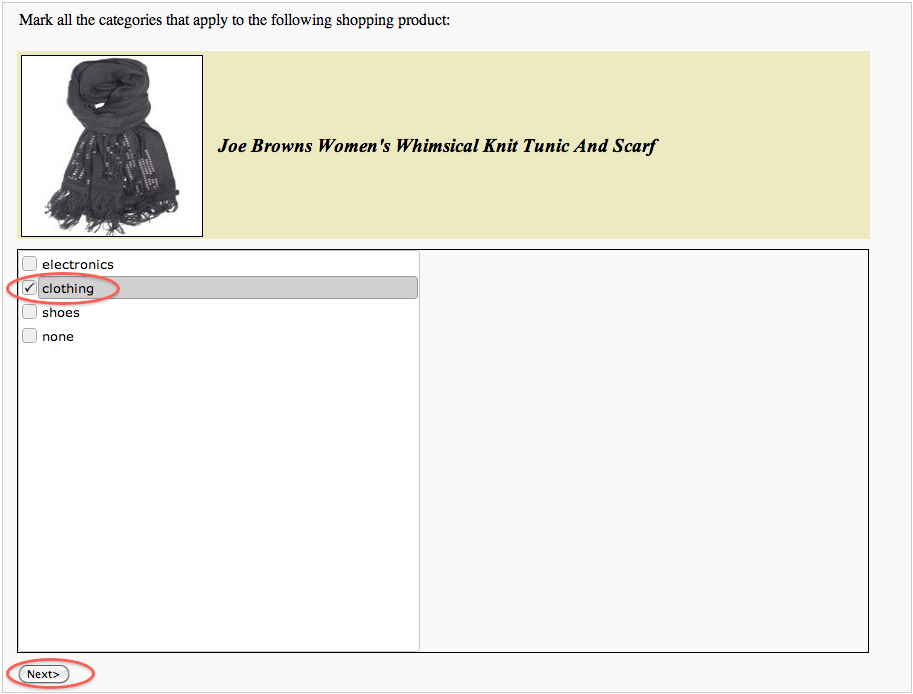 Mark all the categories that apply to the following shopping product:
Joe Browns Women's Whimsical Knit Tunic And Scarf
electronics
clothing
shoes
none
Next>